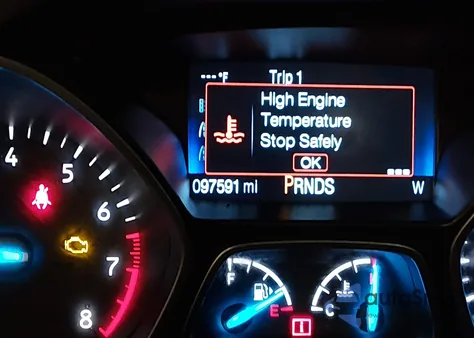 ---°F Trip 1
High Engine
Temperature
Stop Safely
OK
097591 mi PRNDS W
4
5
6
7
8
F
E
C